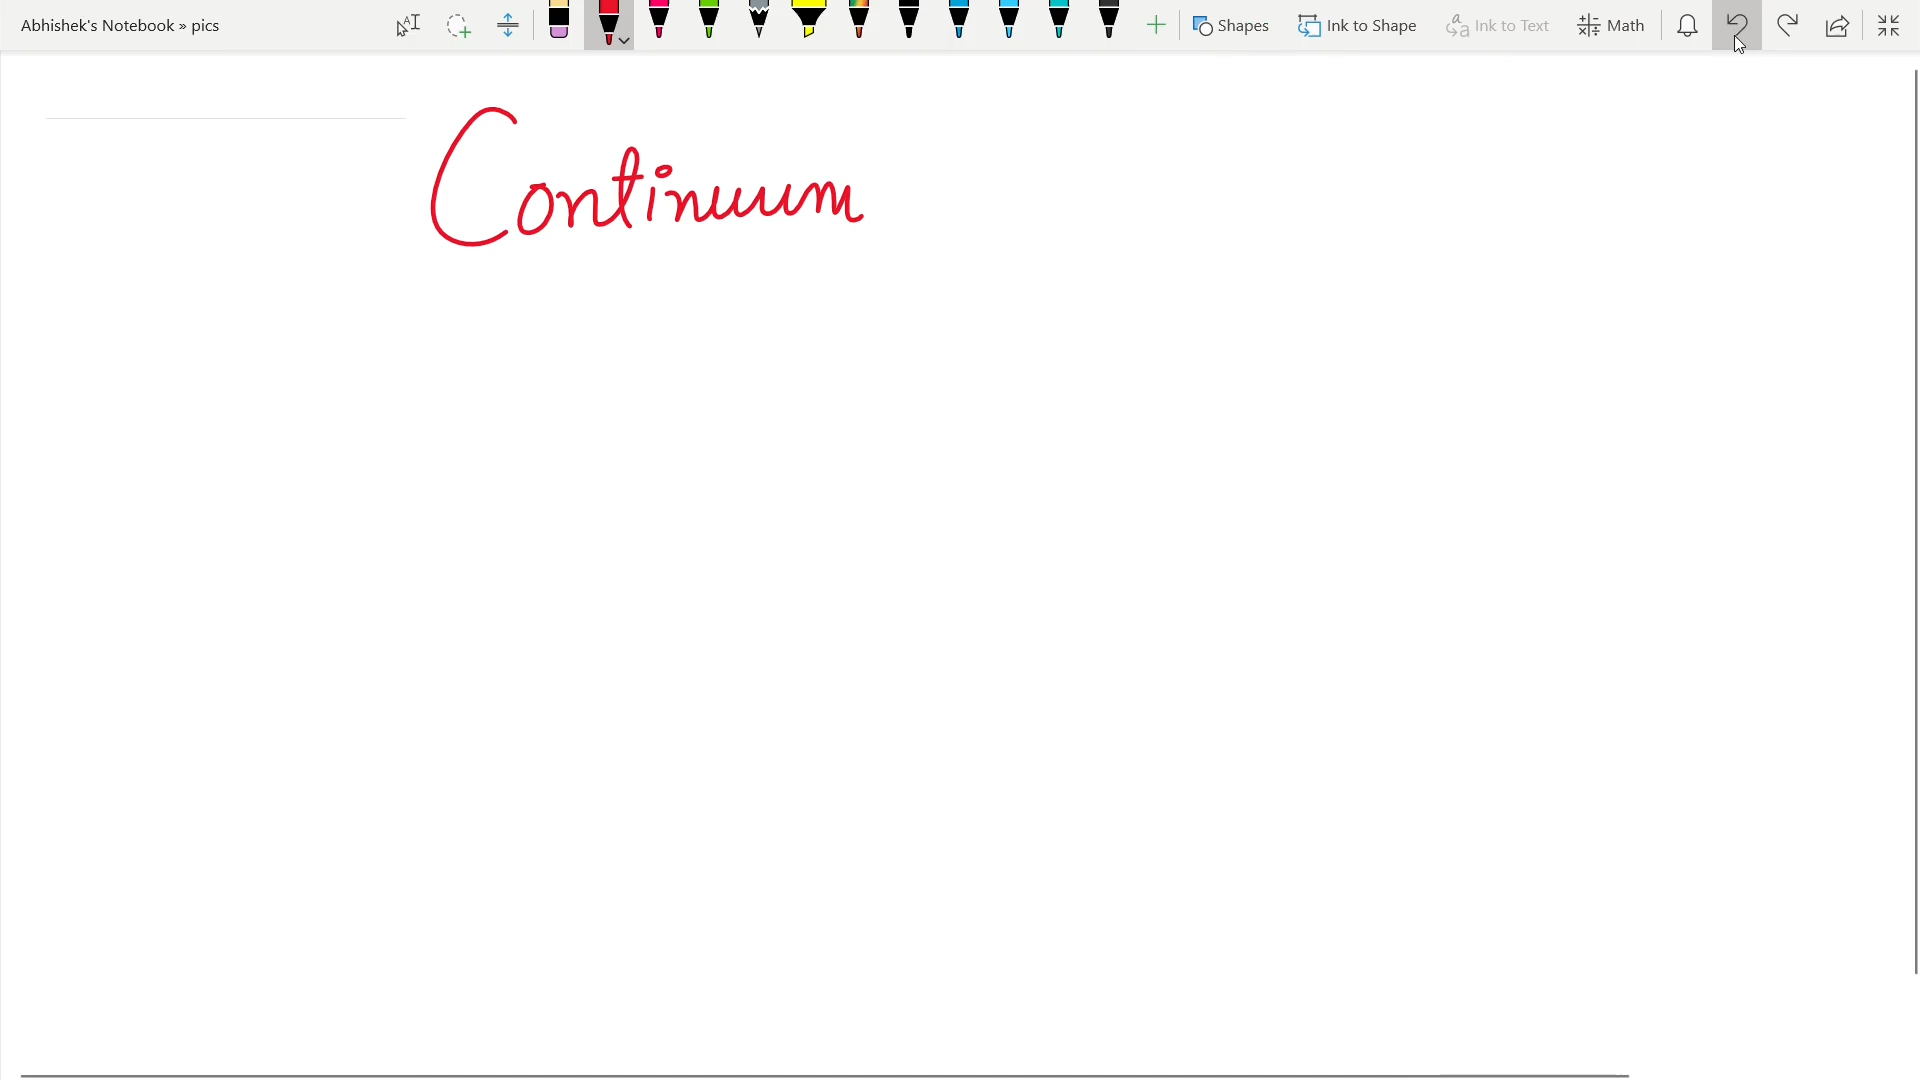 Abhishek's Notebook » pics
Shapes
Ink to Shape
Ink to Text
Math
Continuum